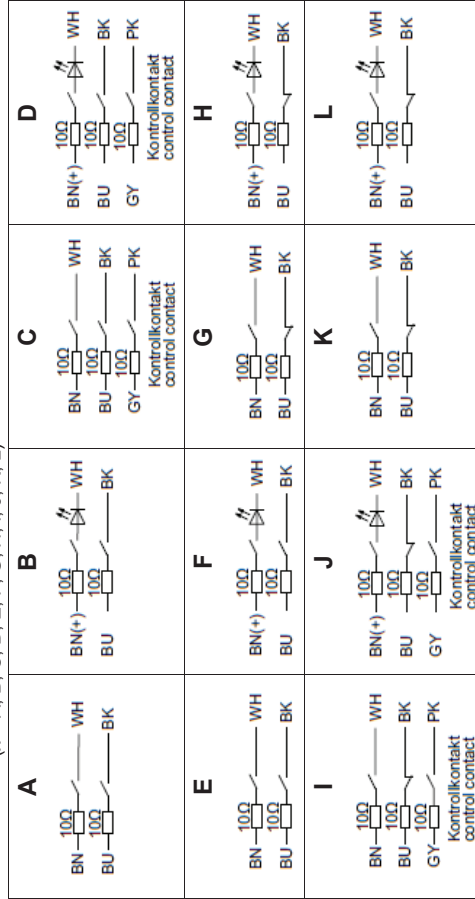 A
10Ω
BN WH
10Ω
BU BK
B
10Ω
BN(+) WH
10Ω
BU BK
C
10Ω
BN WH
10Ω
BU BK
10Ω
GY PK
Kontrollkontakt
control contact
D
10Ω
BN(+) WH
10Ω
BU BK
10Ω
GY PK
Kontrollkontakt
control contact
E
10Ω
BN WH
10Ω
BU BK
F
10Ω
BN(+) WH
10Ω
BU BK
G
10Ω
BN WH
10Ω
BU BK
H
10Ω
BN(+) WH
10Ω
BU BK
I
10Ω
BN WH
10Ω
BU BK
10Ω
GY PK
Kontrollkontakt
control contact
J
10Ω
BN(+) WH
10Ω
BU BK
10Ω
GY PK
Kontrollkontakt
control contact
K
10Ω
BN WH
10Ω
BU BK
L
10Ω
BN(+) WH
10Ω
BU BK